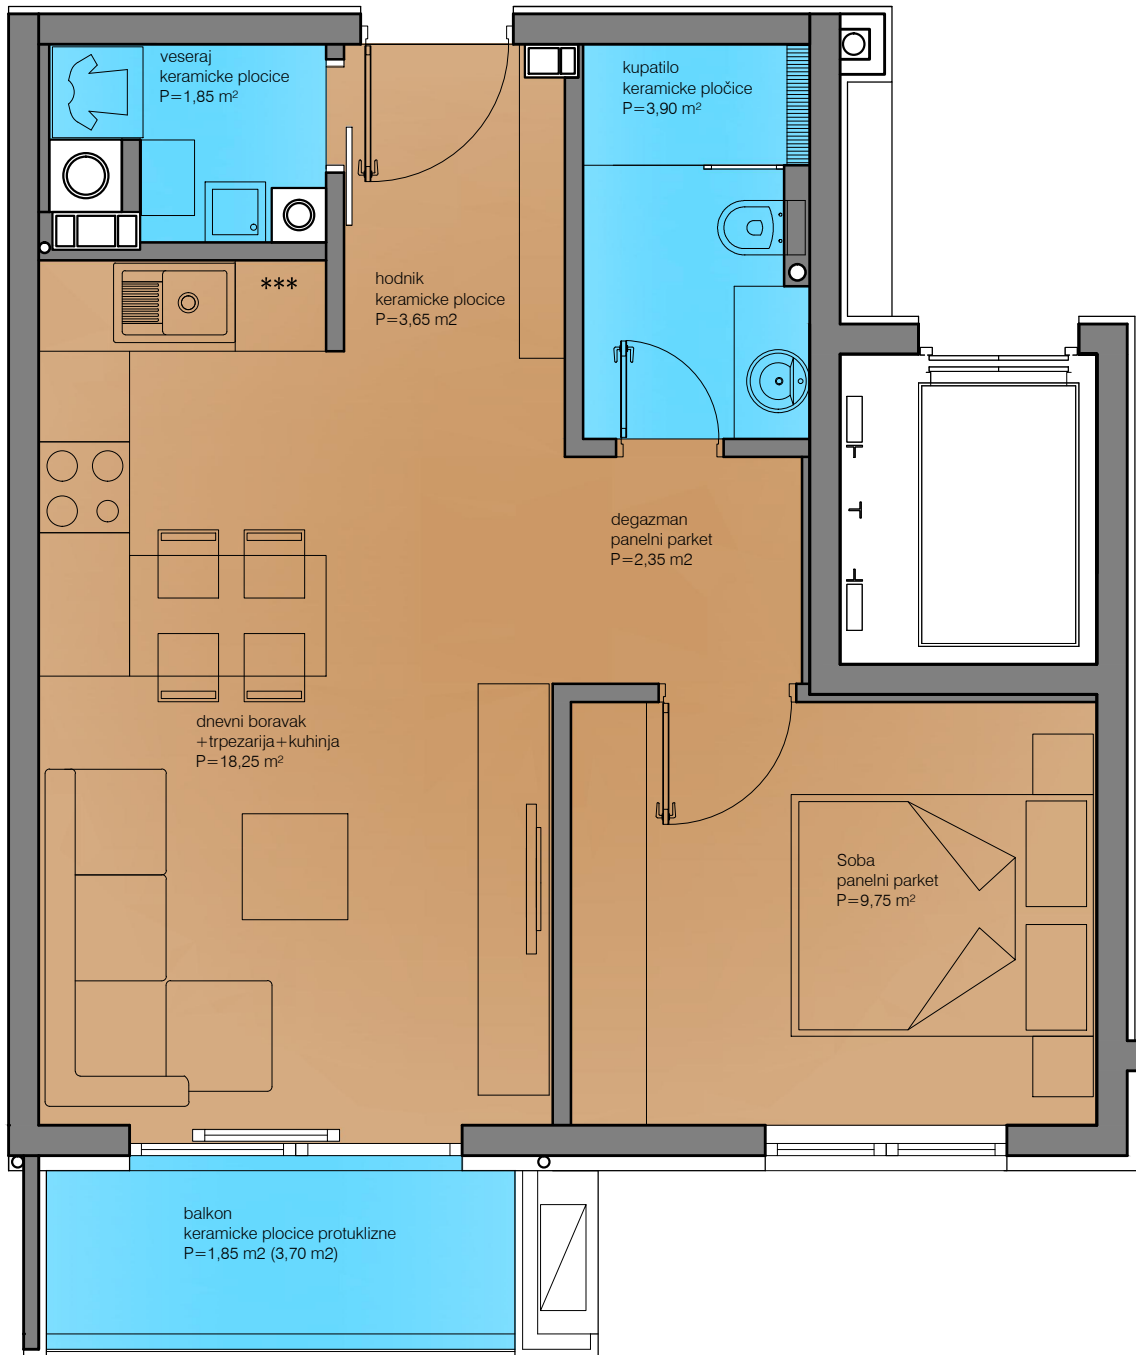 veseraj
keramicke plocice
P=1,85 m²
kupatilo
keramicke pločice
P=3,90 m²
***
hodnik
keramicke plocice
P=3,65 m2
degazman
panelni parket
P=2,35 m2
dnevni boravak
+trpezarija+kuhinja
P=18,25 m²
Soba
panelni parket
P=9,75 m²
balkon
keramicke plocice protuklizne
P=1,85 m2 (3,70 m2)